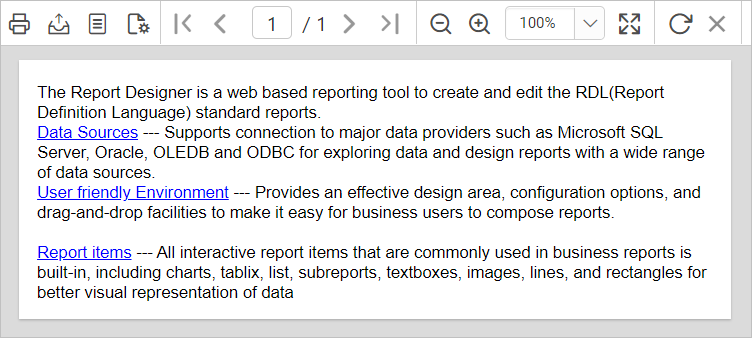 1 / 1 100%
The Report Designer is a web based reporting tool to create and edit the RDL(Report
Definition Language) standard reports.
Data Sources --- Supports connection to major data providers such as Microsoft SQL
Server, Oracle, OLEDB and ODBC for exploring data and design reports with a wide range
of data sources.
User friendly Environment --- Provides an effective design area, configuration options, and
drag-and-drop facilities to make it easy for business users to compose reports.
Report items --- All interactive report items that are commonly used in business reports is
built-in, including charts, tablix, list, subreports, textboxes, images, lines, and rectangles for
better visual representation of data